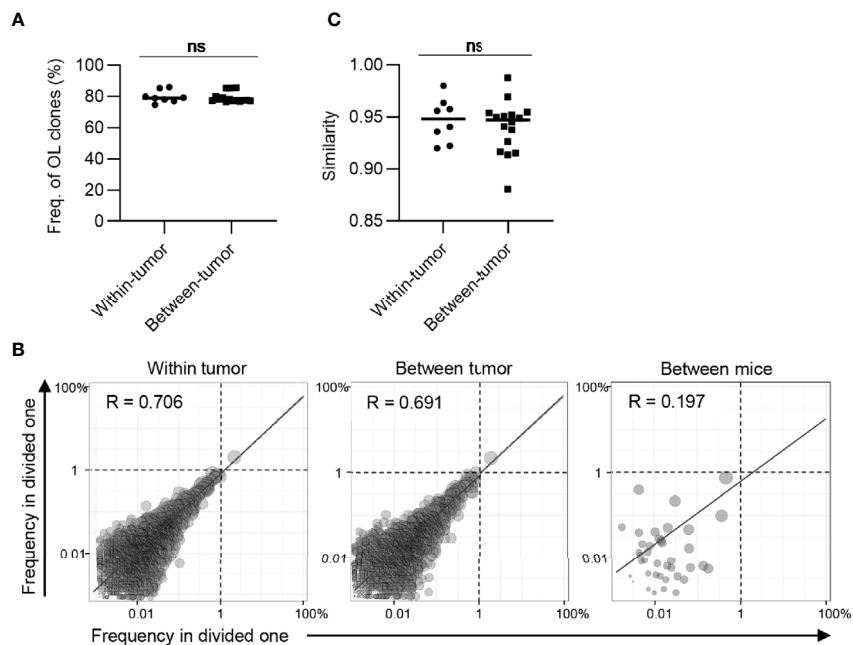 A
ns
Freq. of OL clones (%)
100
80
60
40
20
0
Within-tumor
Between-tumor
C
ns
Similarity
1.00
0.95
0.90
0.85
Within-tumor
Between-tumor
B
Frequency in divided one
Within tumor
100%
R = 0.706
1
0.01
0.01
1
100%
Between tumor
100%
R = 0.691
1
0.01
0.01
1
100%
Between mice
100%
R = 0.197
1
0.01
0.01
1
100%
Frequency in divided one